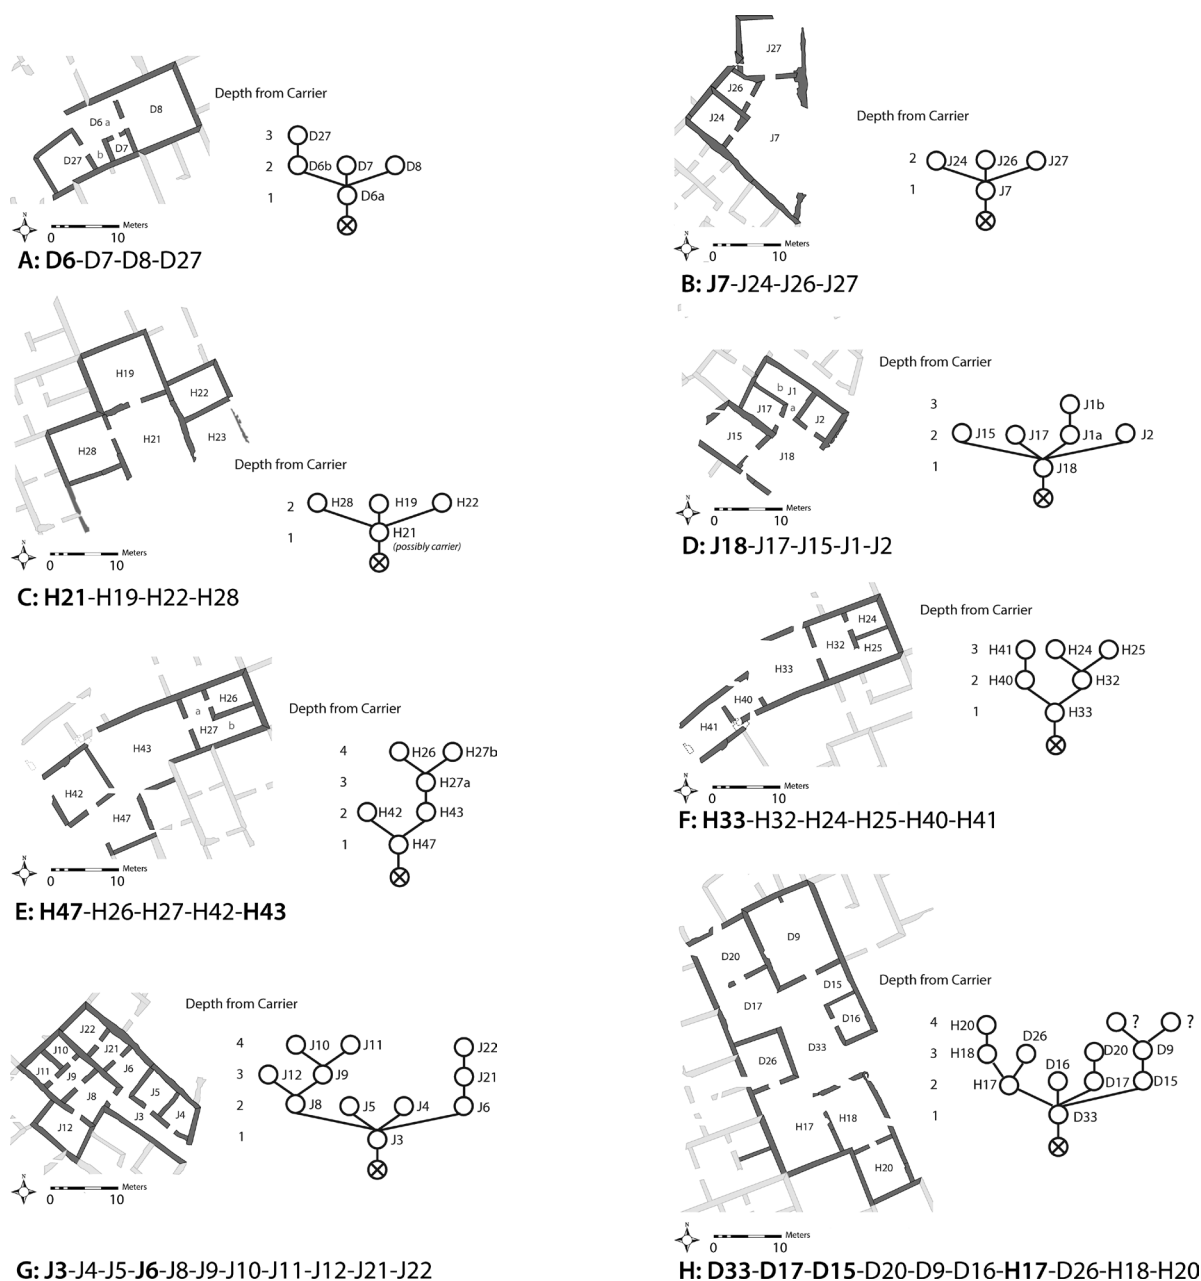 D6 a
D8
D27
b
D7
Depth from Carrier
3
D27
2
D6b
D7
D8
1
D6a
N
0
10
Meters
A: D6-D7-D8-D27
J27
J26
J24
J7
Depth from Carrier
2
J24
J26
J27
1
J7
N
0
10
Meters
B: J7-J24-J26-J27
H19
H22
H21
H23
H28
Depth from Carrier
2
H28
H19
H22
1
H21
(possibly carrier)
N
0
10
Meters
C: H21-H19-H22-H28
b
J1
J17
a
J2
J15
J18
Depth from Carrier
3
J1b
2
J15
J17
J1a
J2
1
J18
N
0
10
Meters
D: J18-J17-J15-J1-J2
H26
a
b
H27
H43
H42
H47
Depth from Carrier
4
H26
H27b
3
H27a
2
H42
H43
1
H47
N
0
10
Meters
E: H47-H26-H27-H42-H43
H24
H32
H25
H33
H40
H41
Depth from Carrier
3
H41
H24
H25
2
H40
H32
1
H33
N
0
10
Meters
F: H33-H32-H24-H25-H40-H41
J22
J10
J21
J11
J9
J6
J8
J5
J3
J4
J12
Depth from Carrier
4
J10
J11
J22
3
J12
J9
J21
2
J8
J5
J4
J6
1
J3
N
0
10
Meters
G: J3-J4-J5-J6-J8-J9-J10-J11-J12-J21-J22
D9
D20
D15
D17
D16
D33
D26
H18
H17
H20
Depth from Carrier
4
H20
?
?
3
H18
D26
D20
D9
2
H17
D16
D17
D15
1
D33
N
0
10
Meters
H: D33-D17-D15-D20-D9-D16-H17-D26-H18-H20